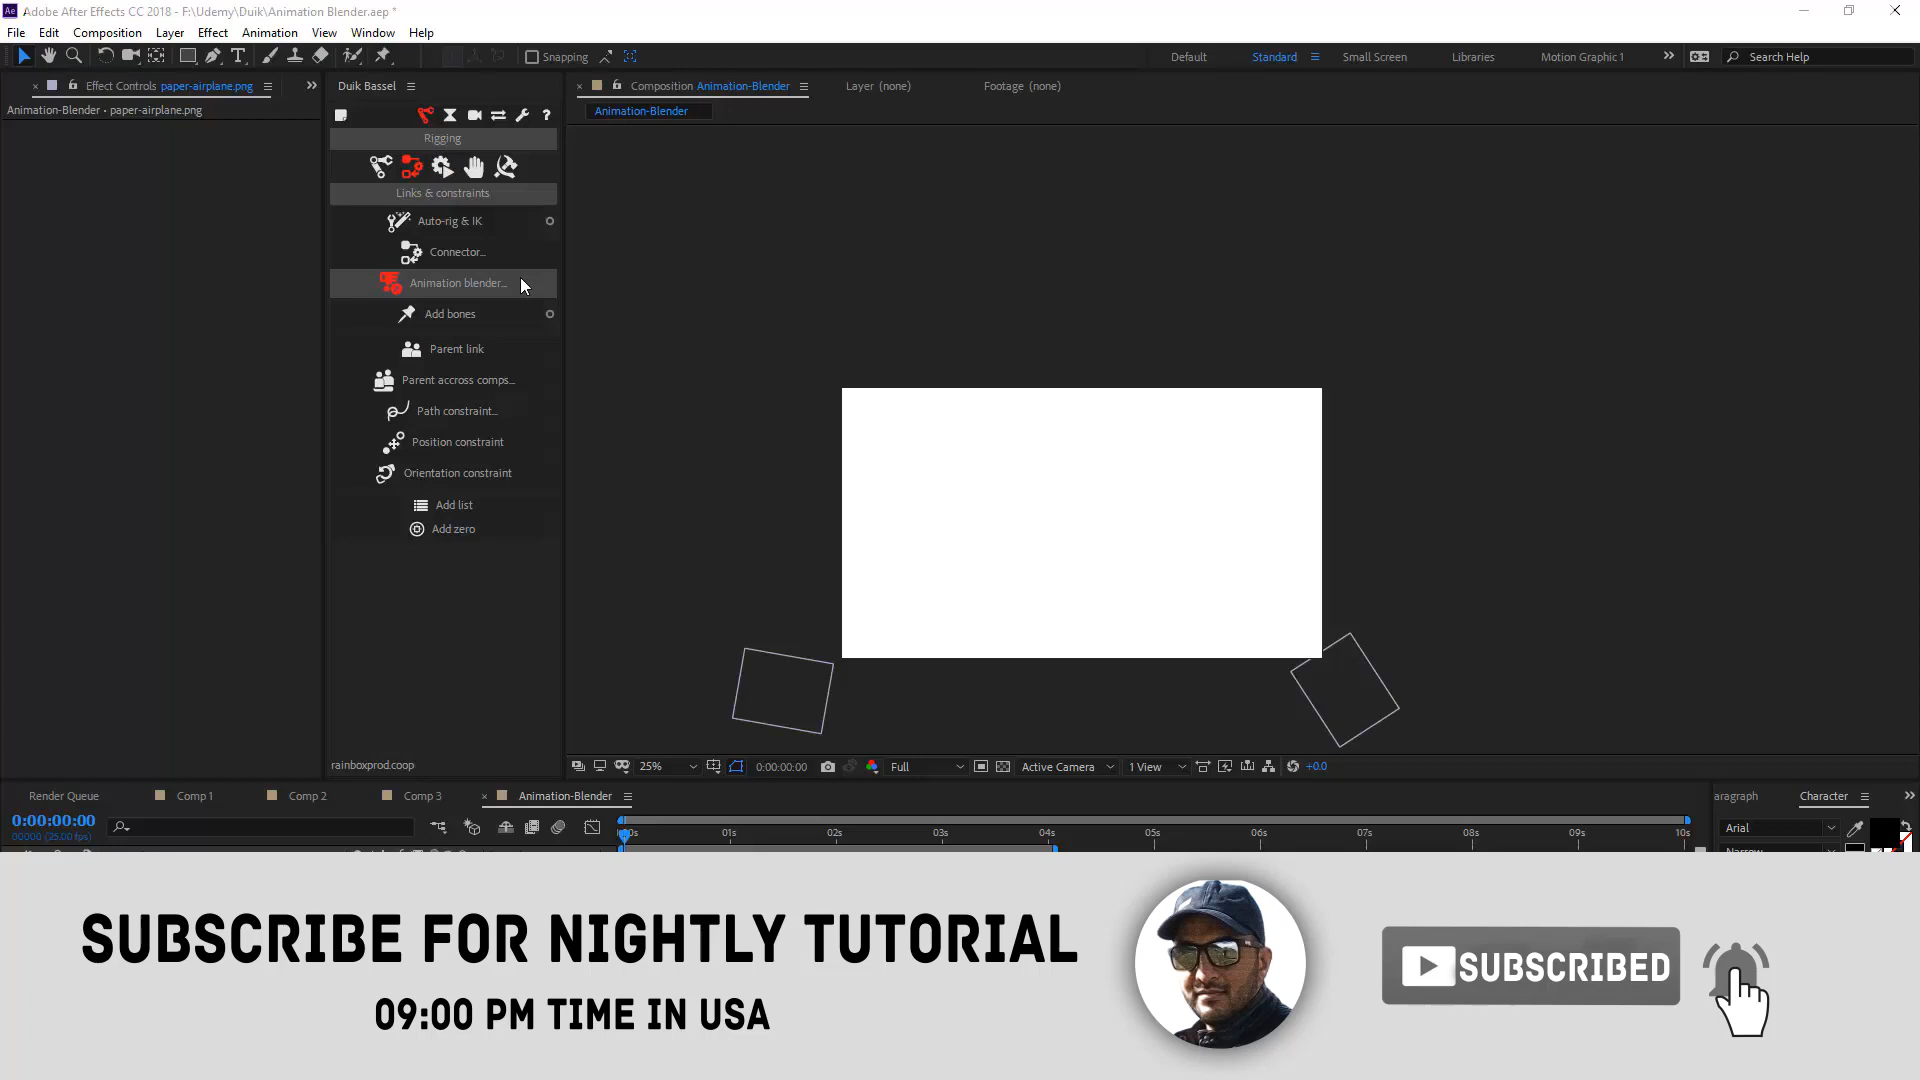 Adobe After Effects CC 2018 - F:\Udemy\Duik\Animation Blender.aep *
File Edit Composition Layer Effect Animation View Window Help
Snapping
Default Standard Small Screen Libraries Motion Graphic 1 Search Help
Effect Controls paper-airplane.png
Animation-Blender • paper-airplane.png
Duik Bassel
Rigging
Links & constraints
Auto-rig & IK
Connector...
Animation blender...
Add bones
Parent link
Parent accross comps...
Path constraint...
Position constraint
Orientation constraint
Add list
Add zero
rainboxprod.coop
Composition Animation-Blender
Layer (none)
Footage (none)
Animation-Blender
25% 0:00:00:00 Full Active Camera 1 View +0.0
Render Queue Comp 1 Comp 2 Comp 3 Animation-Blender
0:00:00:00
00000 (25.00 fps)
01s 02s 03s 04s 05s 06s 07s 08s 09s 10s
aragraph Character
Arial
SUBSCRIBE FOR NIGHTLY TUTORIAL
09:00 PM TIME IN USA
SUBSCRIBED